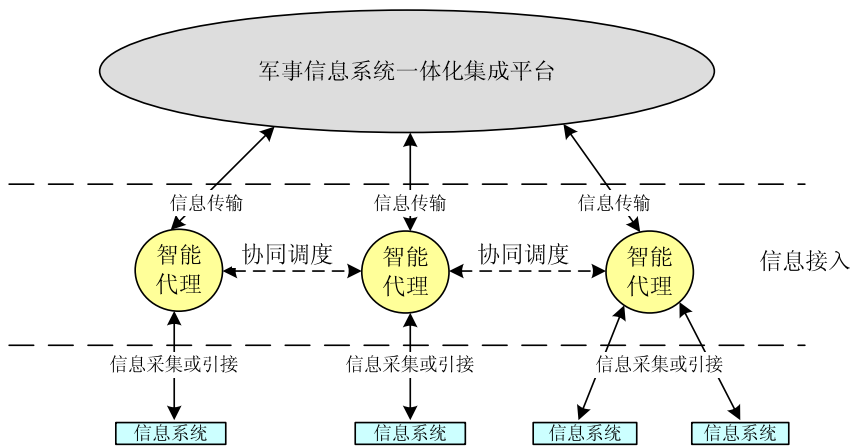 军事信息系统一体化集成平台
信息传输
信息传输
信息传输
智能
代理
协同调度
智能
代理
协同调度
智能
代理
信息接入
信息采集或引接
信息采集或引接
信息采集或引接
信息系统
信息系统
信息系统
信息系统